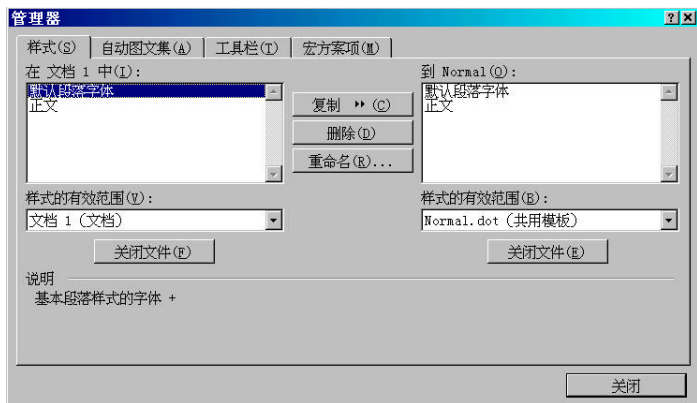 管理器
样式(S) 自动图文集(A) 工具栏(T) 宏方案项(M)
在 文档 1 中(I):
默认段落字体
正文
复制 (C)
删除(D)
重命名(R)...
到 Normal(O):
默认段落字体
正文
样式的有效范围(V):
文档 1 (文档)
关闭文件(F)
样式的有效范围(B):
Normal.dot (共用模板)
关闭文件(E)
说明
基本段落样式的字体 +
关闭